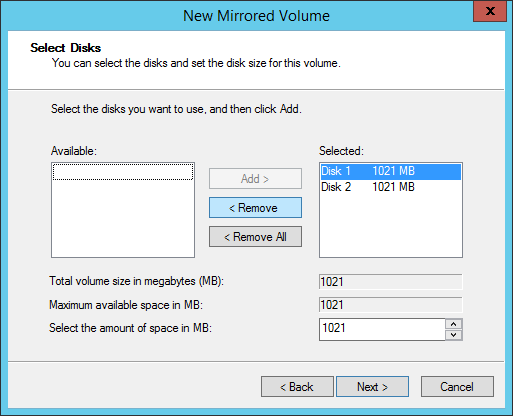 New Mirrored Volume
x
Select Disks
You can select the disks and set the disk size for this volume.
Select the disks you want to use, and then click Add.
Available:
Selected:
Add >
< Remove
< Remove All
Disk 1 1021 MB
Disk 2 1021 MB
Total volume size in megabytes (MB): 1021
Maximum available space in MB: 1021
Select the amount of space in MB: 1021
< Back Next > Cancel